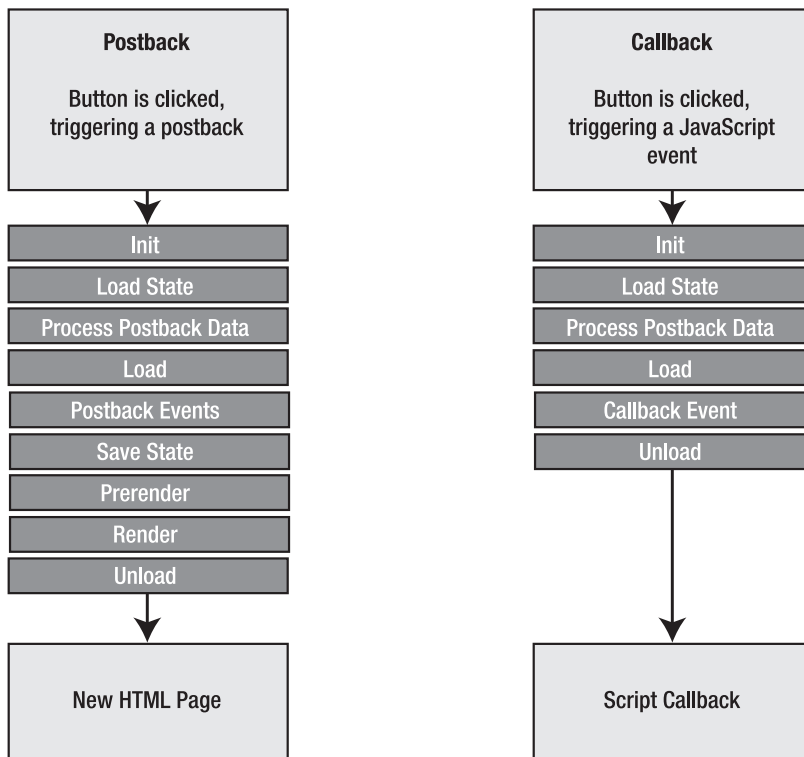 Postback
Button is clicked,
triggering a postback
Init
Load State
Process Postback Data
Load
Postback Events
Save State
Prerender
Render
Unload
New HTML Page
Callback
Button is clicked,
triggering a JavaScript
event
Init
Load State
Process Postback Data
Load
Callback Event
Unload
Script Callback